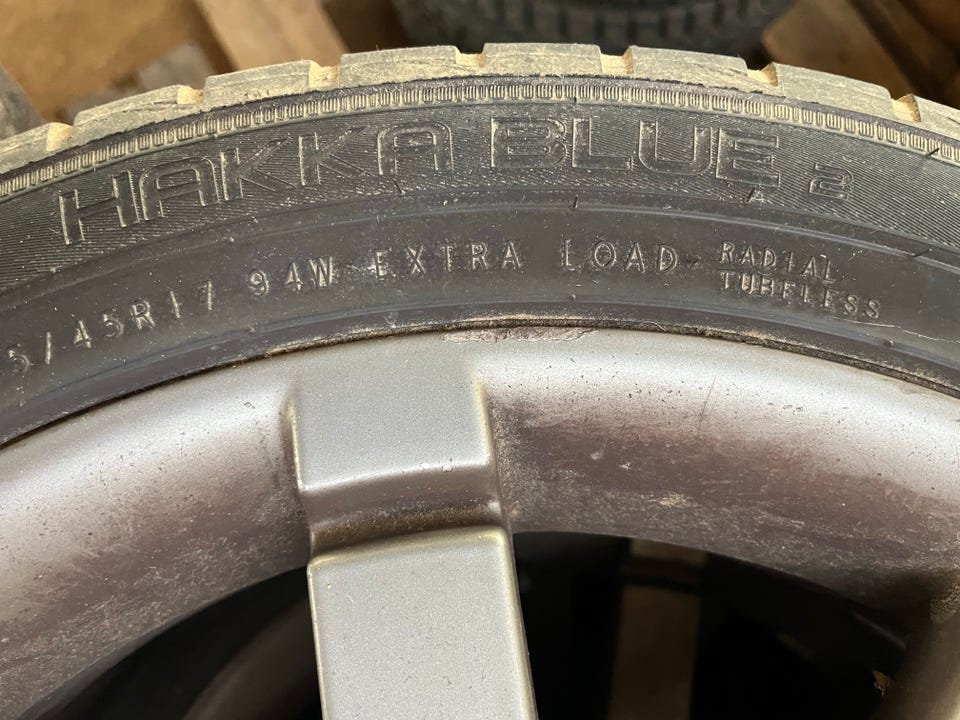 HAKKA BLUE 2
5/45R17 94W EXTRA LOAD RADIAL
TUBELESS